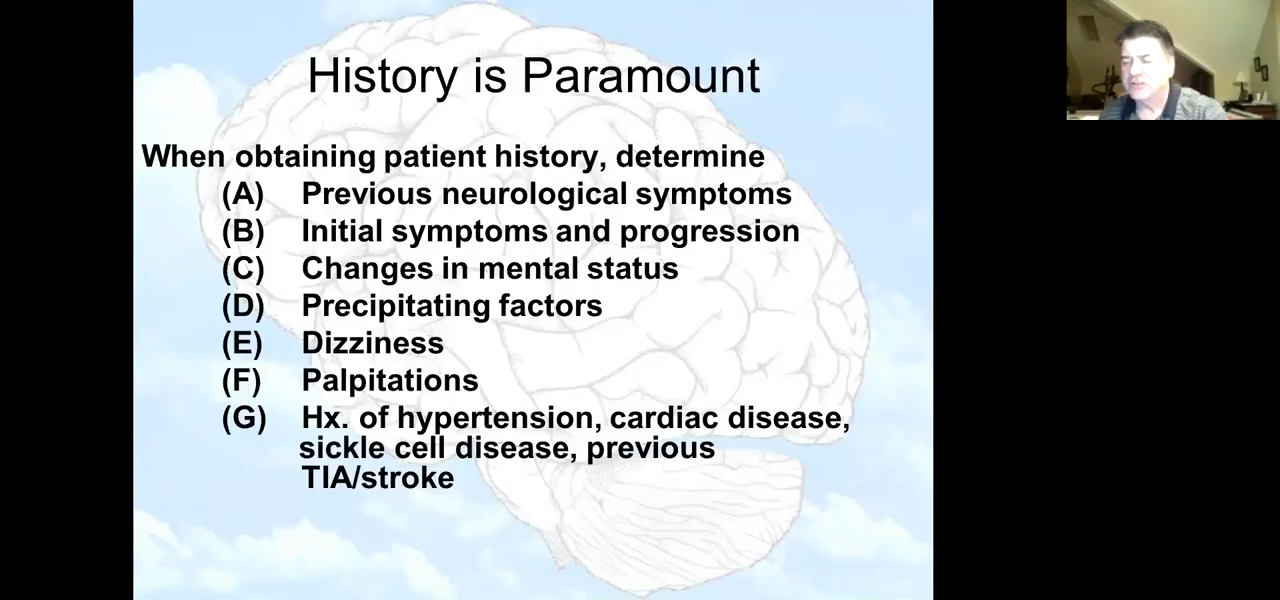 History is Paramount
When obtaining patient history, determine
(A) Previous neurological symptoms
(B) Initial symptoms and progression
(C) Changes in mental status
(D) Precipitating factors
(E) Dizziness
(F) Palpitations
(G) Hx. of hypertension, cardiac disease,
sickle cell disease, previous
TIA/stroke